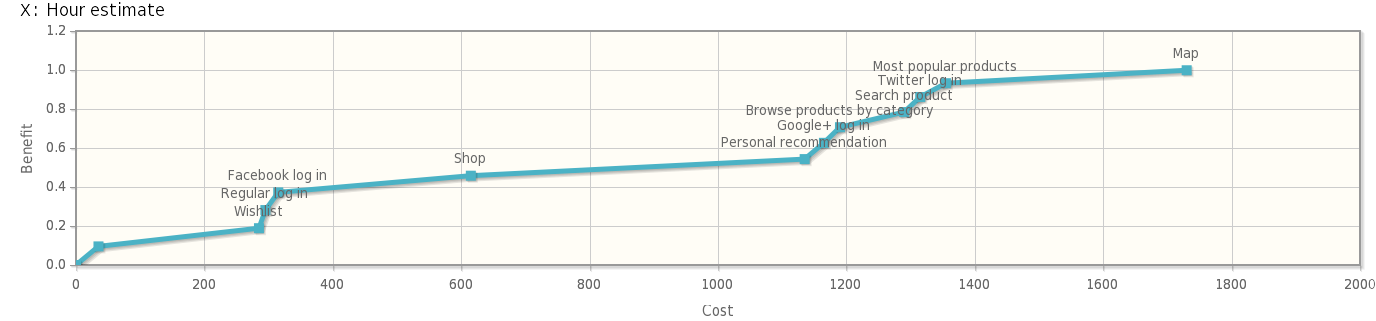 X: Hour estimate
1.2
1.0
0.8
0.6
0.4
0.2
0.0
Benefit
Map
Most popular products
Twitter log in
Search product
Browse products by category
Google+ log in
Personal recommendation
Shop
Facebook log in
Regular log in
Wishlist
0
200
400
600
800
1000
1200
1400
1600
1800
2000
Cost